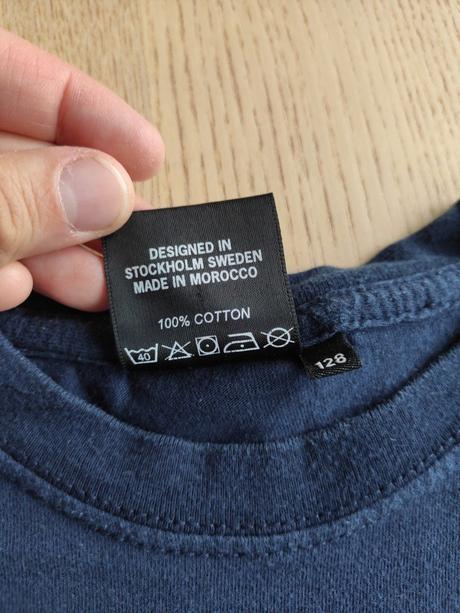 DESIGNED IN
STOCKHOLM SWEDEN
MADE IN MOROCCO
100% COTTON
40
128